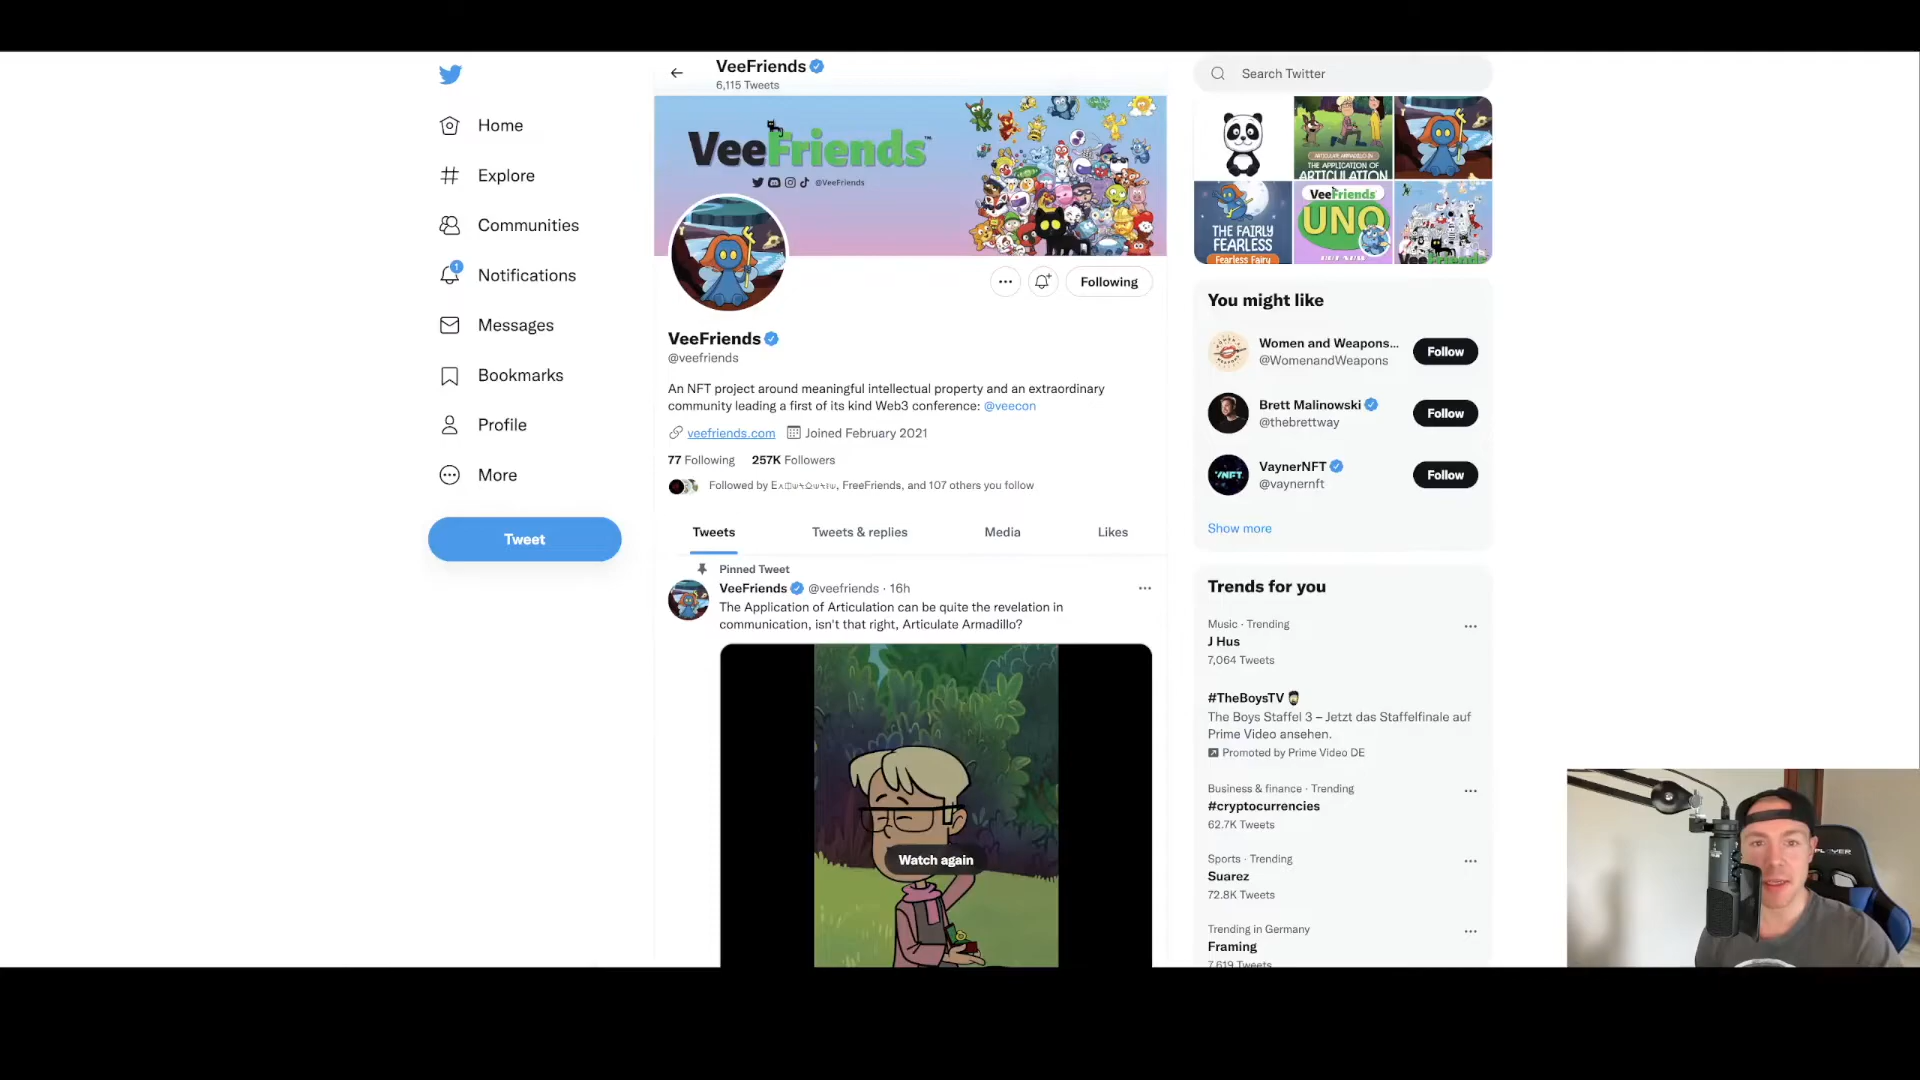 Home
Explore
Communities
1
Notifications
Messages
Bookmarks
Profile
More
Tweet
VeeFriends
6,115 Tweets
VeeFriends™
@VeeFriends
Following
VeeFriends
@veefriends
An NFT project around meaningful intellectual property and an extraordinary
community leading a first of its kind Web3 conference: @veecon
veefriends.com Joined February 2021
77 Following 257K Followers
Followed by , FreeFriends, and 107 others you follow
Tweets Tweets & replies Media Likes
Pinned Tweet
VeeFriends @veefriends · 16h
The Application of Articulation can be quite the revelation in
communication, isn't that right, Articulate Armadillo?
Watch again
Search Twitter
THE APPLICATION OF
ARTICULATION
THE FAIRLY
FEARLESS
Fearless Fairy
VeeFriends
UNO
VeeFriends
You might like
Women and Weapons...
@WomenandWeapons
Follow
Brett Malinowski
@thebrettway
Follow
VNFT
VaynerNFT
@vaynernft
Follow
Show more
Trends for you
Music · Trending
J Hus
7,064 Tweets
#TheBoysTV
The Boys Staffel 3 – Jetzt das Staffelfinale auf
Prime Video ansehen.
Promoted by Prime Video DE
Business & finance · Trending
#cryptocurrencies
62.7K Tweets
Sports · Trending
Suarez
72.8K Tweets
Trending in Germany
Framing
7,619 Tweets